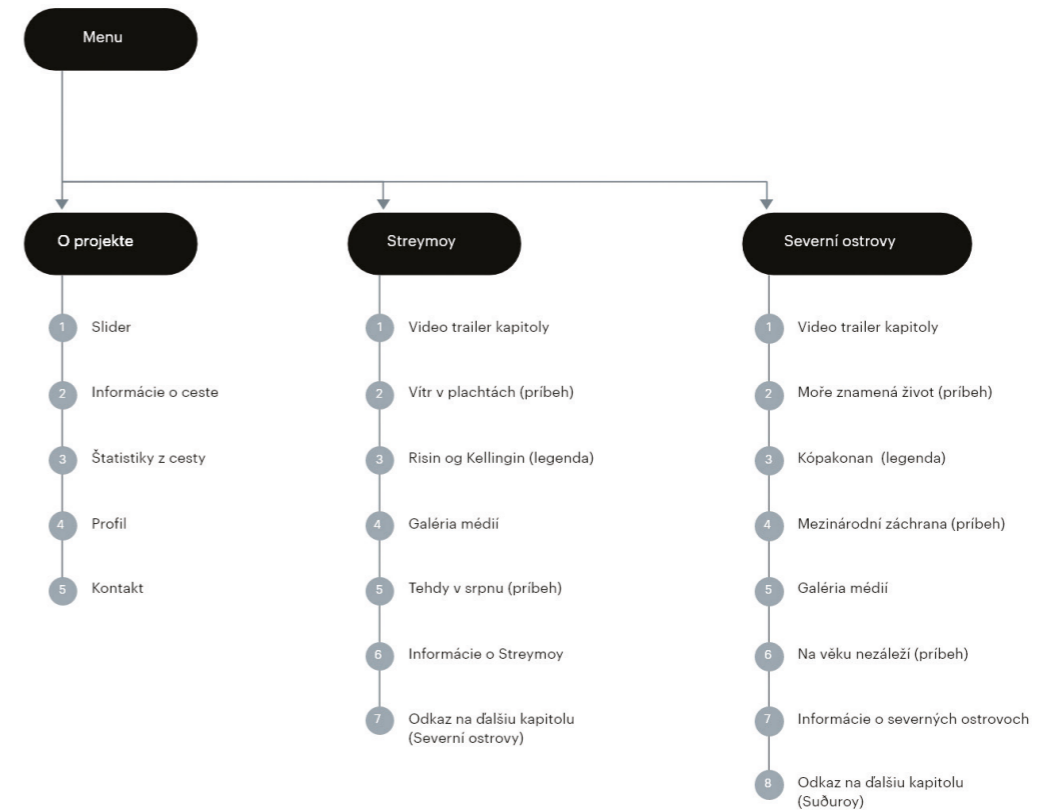 Menu
O projekte
1 Slider
2 Informácie o ceste
3 Štatistiky z cesty
4 Profil
5 Kontakt
Streymoy
1 Video trailer kapitoly
2 Vítr v plachtách (príbeh)
3 Risin og Kellingin (legenda)
4 Galéria médií
5 Tehdy v srpnu (príbeh)
6 Informácie o Streymoy
7 Odkaz na ďalšiu kapitolu
(Severní ostrovy)
Severní ostrovy
1 Video trailer kapitoly
2 Moře znamená život (príbeh)
3 Kópakonan (legenda)
4 Mezinárodní záchrana (príbeh)
5 Galéria médií
6 Na věku nezáleží (príbeh)
7 Informácie o severných ostrovoch
8 Odkaz na ďalšiu kapitolu
(Suðuroy)